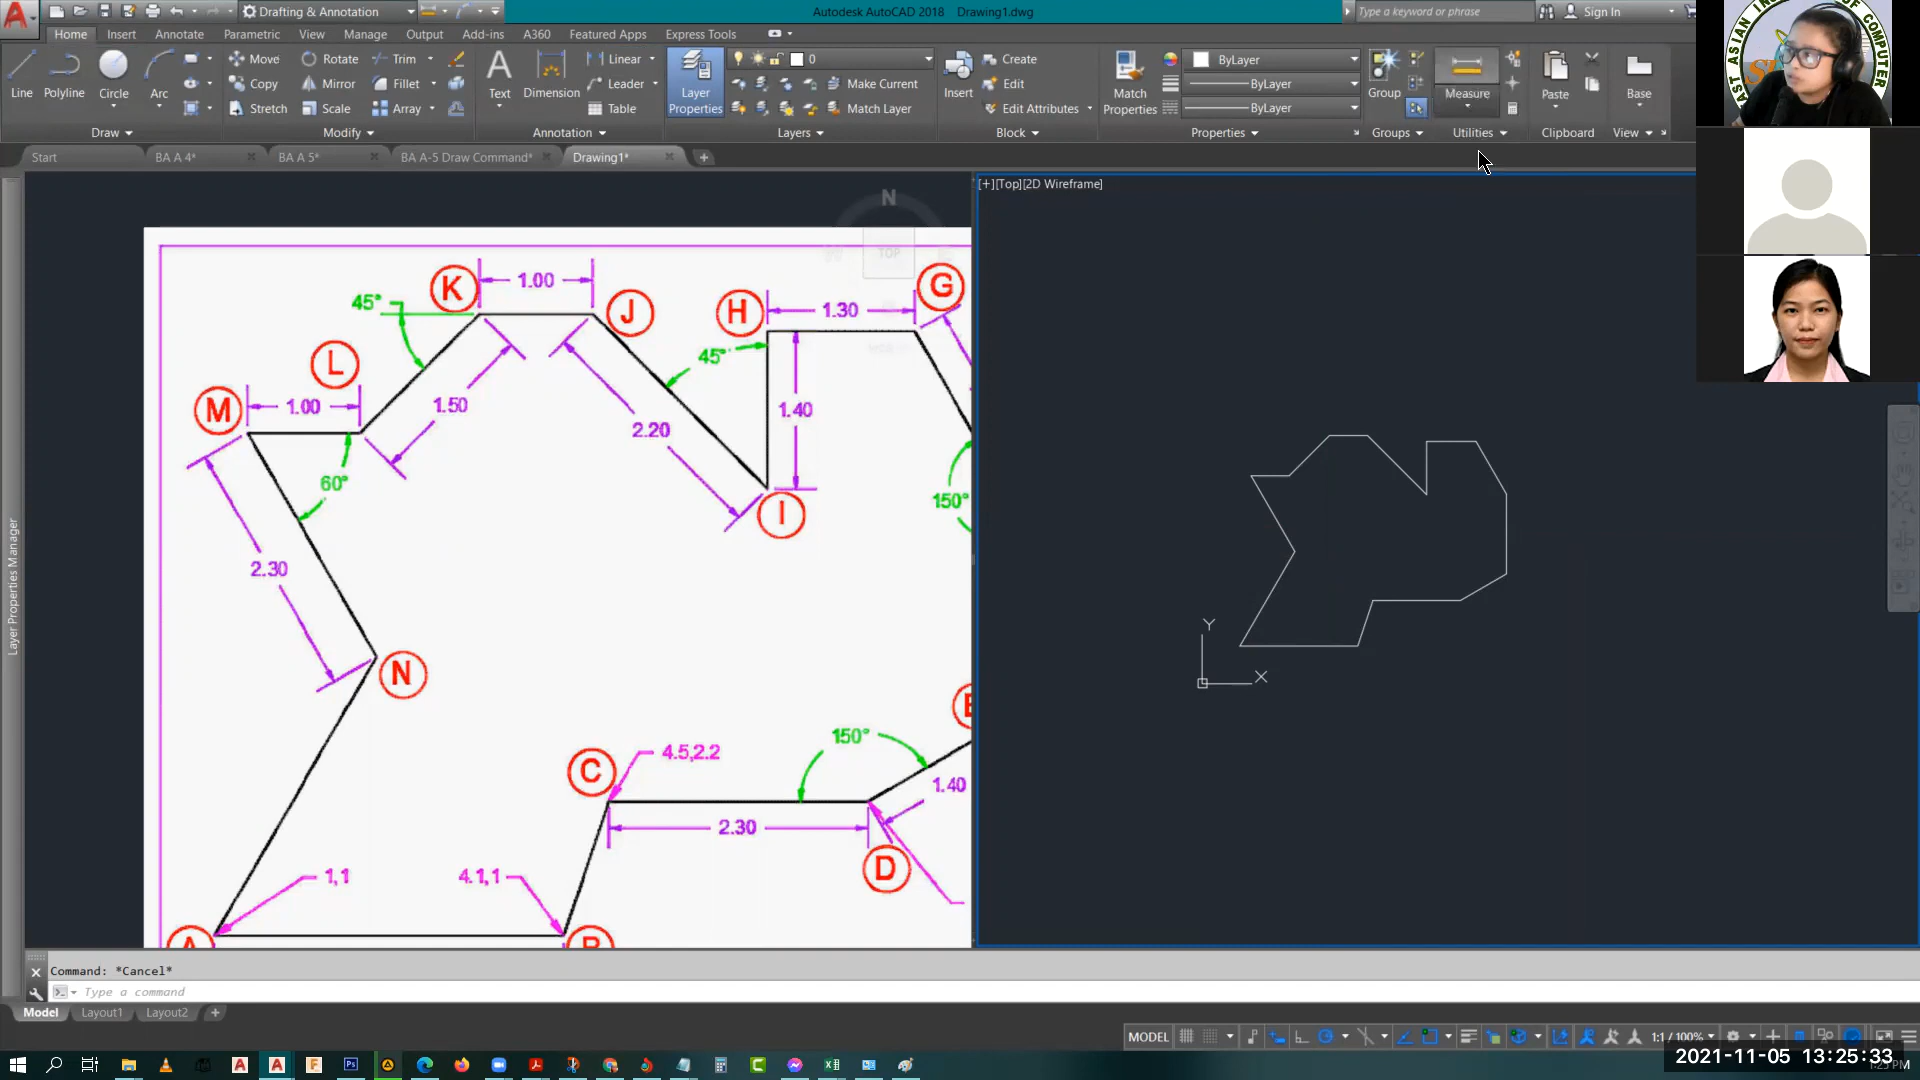 Drafting & Annotation
Autodesk AutoCAD 2018 Drawing1.dwg
Type a keyword or phrase
Sign In
Home Insert Annotate Parametric View Manage Output Add-ins A360 Featured Apps Express Tools
Line Polyline Circle Arc
Move Rotate Trim
Copy Mirror Fillet
Stretch Scale Array
Text Dimension
Linear
Leader
Table
Layer Properties
0
Make Current
Match Layer
Insert
Create
Edit
Edit Attributes
Match Properties
ByLayer
ByLayer
ByLayer
Group
Measure
Paste
Base
Draw Modify Annotation Layers Block Properties Groups Utilities Clipboard View
Start BA A 4* BA A 5* BA A-5 Draw Command* Drawing1*
[+][Top][2D Wireframe]
N
TOP
K 1.00 J
45°
H 1.30 G
L
45°
M 1.00 1.50 2.20 1.40
60°
150°
I
2.30
N
C 4.5,2.2 150°
1.40
2.30
D
1,1 4.1,1
A B
Y
X
Layer Properties Manager
Command: *Cancel*
Type a command
Model Layout1 Layout2
MODEL 1:1 / 100%
2021-11-05 13:25:33